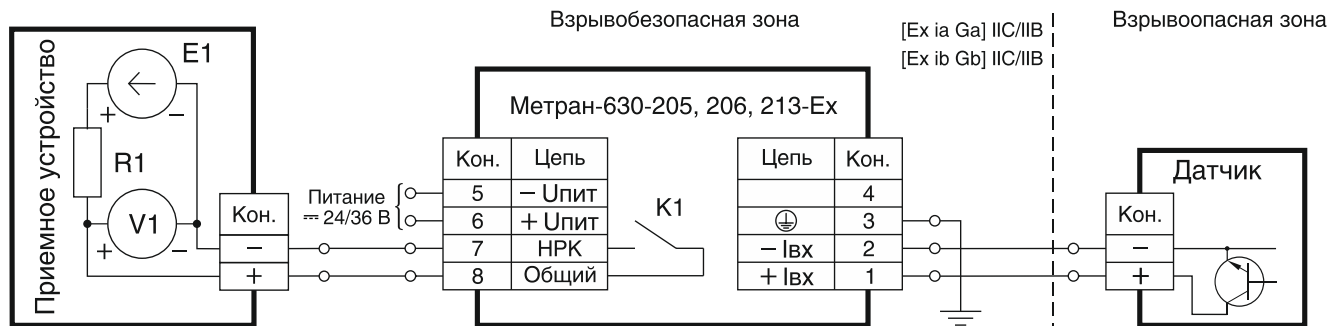 Взрывобезопасная зона
[Ex ia Ga] IIC/IIB
[Ex ib Gb] IIC/IIB
Взрывоопасная зона
Приемное устройство
E1
+ −
R1
V1
+ −
Кон.
−
+
Питание
⎓ 24/36 В
Метран-630-205, 206, 213-Ex
Кон. Цепь
5 − Uпит
6 + Uпит
7 НРК
8 Общий
K1
Цепь Кон.
4
3
− Iвх 2
+ Iвх 1
Датчик
Кон.
−
+